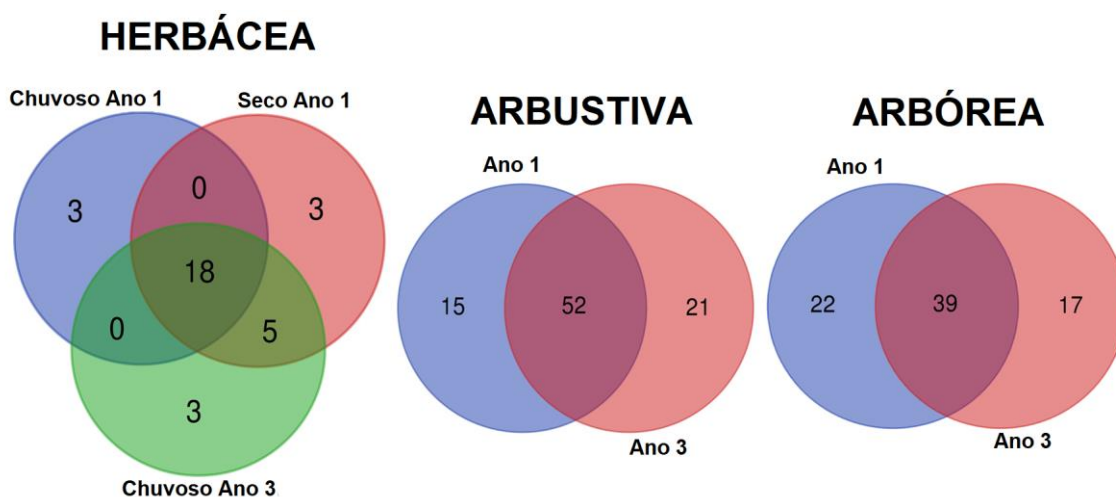 HERBÁCEA
Chuvoso Ano 1
Seco Ano 1
3
0
3
18
0
5
3
Chuvoso Ano 3
ARBUSTIVA
Ano 1
15
52
21
Ano 3
ARBÓREA
Ano 1
22
39
17
Ano 3